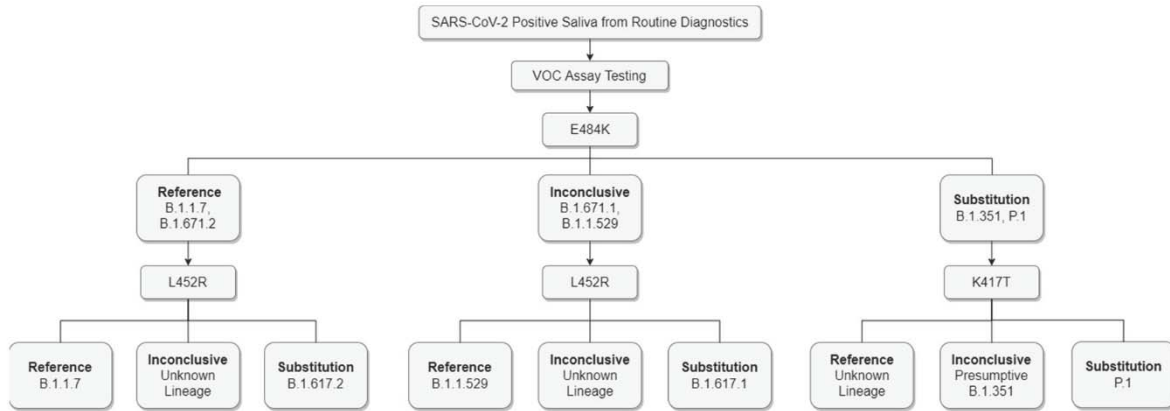 SARS-CoV-2 Positive Saliva from Routine Diagnostics
VOC Assay Testing
E484K
Reference
B.1.1.7,
B.1.671.2
Inconclusive
B.1.671.1,
B.1.1.529
Substitution
B.1.351, P.1
L452R
L452R
K417T
Reference
B.1.1.7
Inconclusive
Unknown
Lineage
Substitution
B.1.617.2
Reference
B.1.1.529
Inconclusive
Unknown
Lineage
Substitution
B.1.617.1
Reference
Unknown
Lineage
Inconclusive
Presumptive
B.1.351
Substitution
P.1